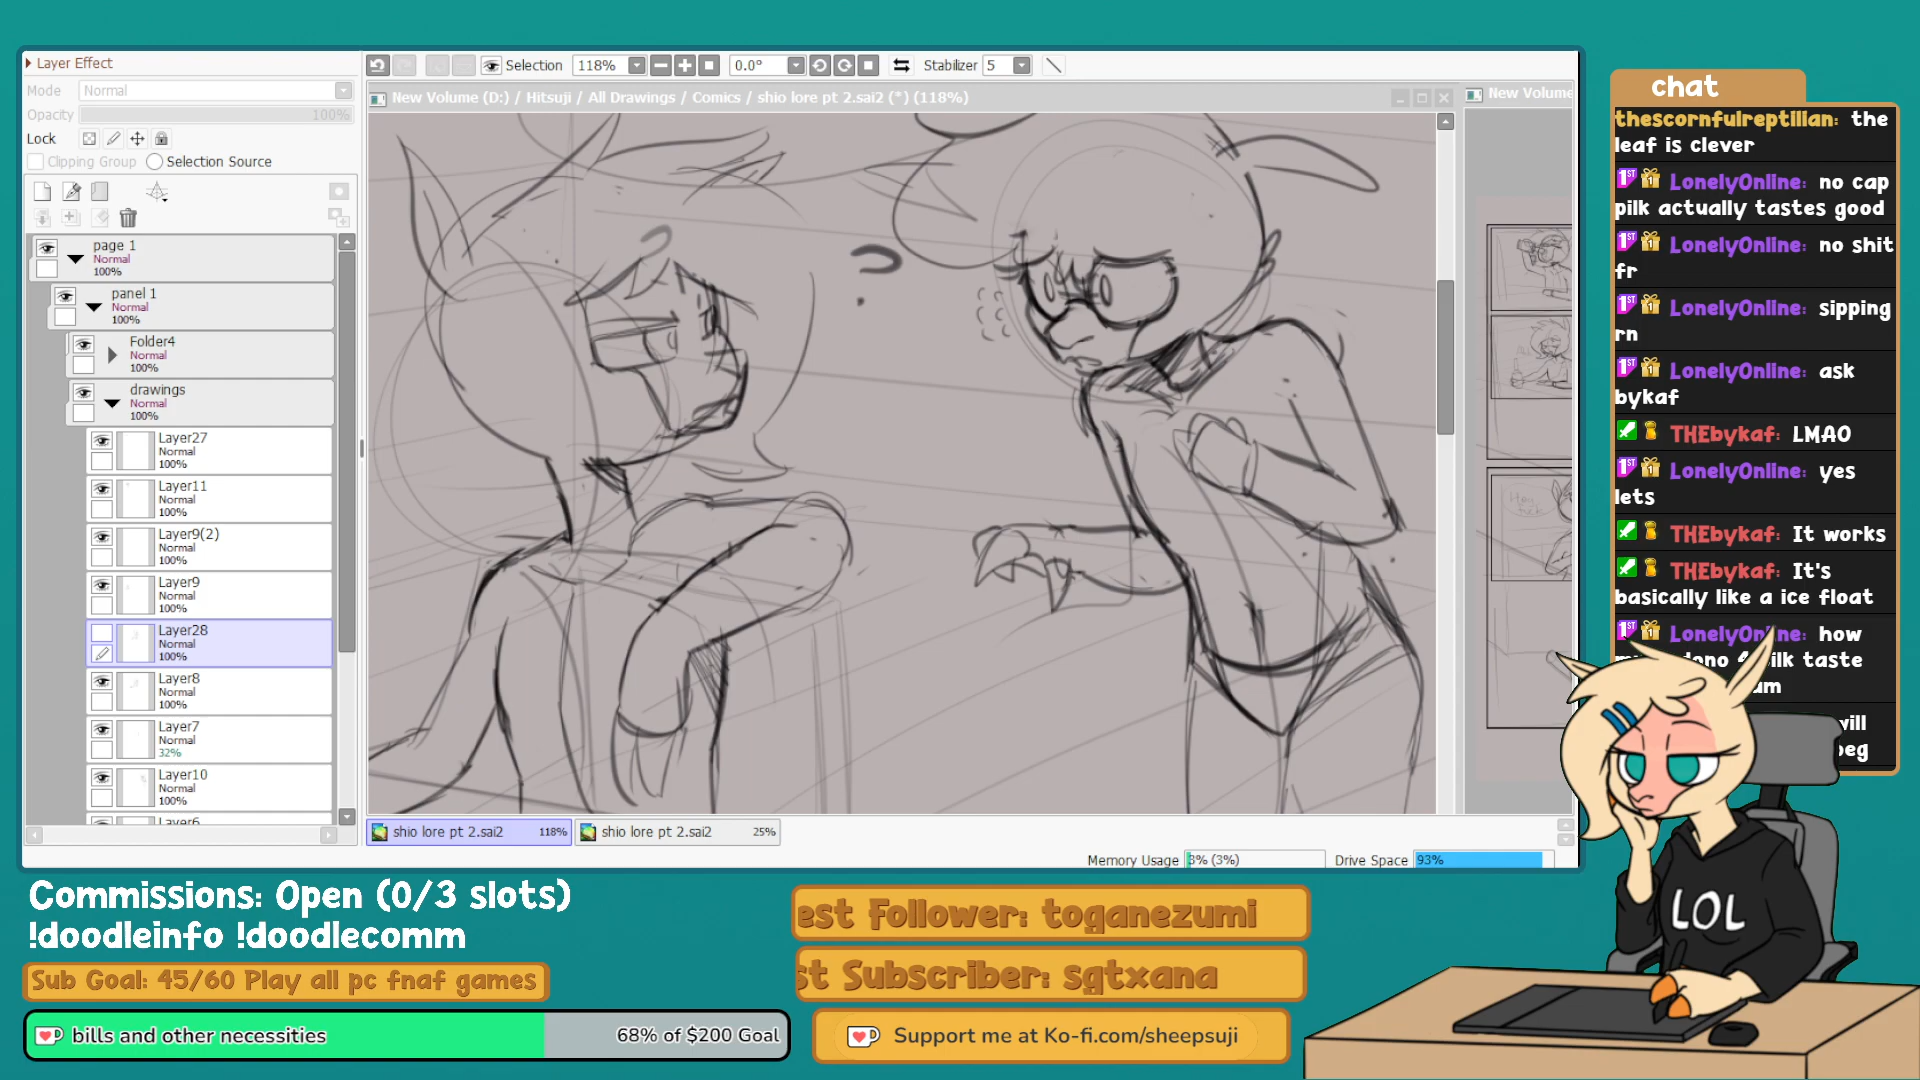 Layer Effect
Mode Normal
Opacity 100%
Lock
Clipping Group Selection Source
page 1
Normal
100%
panel 1
Normal
100%
Folder4
Normal
100%
drawings
Normal
100%
Layer27
Normal
100%
Layer11
Normal
100%
Layer9(2)
Normal
100%
Layer9
Normal
100%
Layer28
Normal
100%
Layer8
Normal
100%
Layer7
Normal
32%
Layer10
Normal
100%
Layer6
Selection 118% 0.0° Stabilizer 5
New Volume (D:) / Hitsuji / All Drawings / Comics / shio lore pt 2.sai2 (*) (118%)
New Volume
?
shio lore pt 2.sai2 118% shio lore pt 2.sai2 25%
Memory Usage 3% (3%) Drive Space 93%
chat
thescornfulreptilian: the
leaf is clever
LonelyOnline: no cap
pilk actually tastes good
LonelyOnline: no shit
fr
LonelyOnline: sipping
rn
LonelyOnline: ask
bykaf
THEbykaf: LMAO
LonelyOnline: yes
lets
THEbykaf: It works
THEbykaf: It's
basically like a ice float
LonelyOnline: how
taste
LOL
Commissions: Open (0/3 slots)
!doodleinfo !doodlecomm
Sub Goal: 45/60 Play all pc fnaf games
bills and other necessities 68% of $200 Goal
est Follower: toganezumi
st Subscriber: sgtxana
Support me at Ko-fi.com/sheepsuji